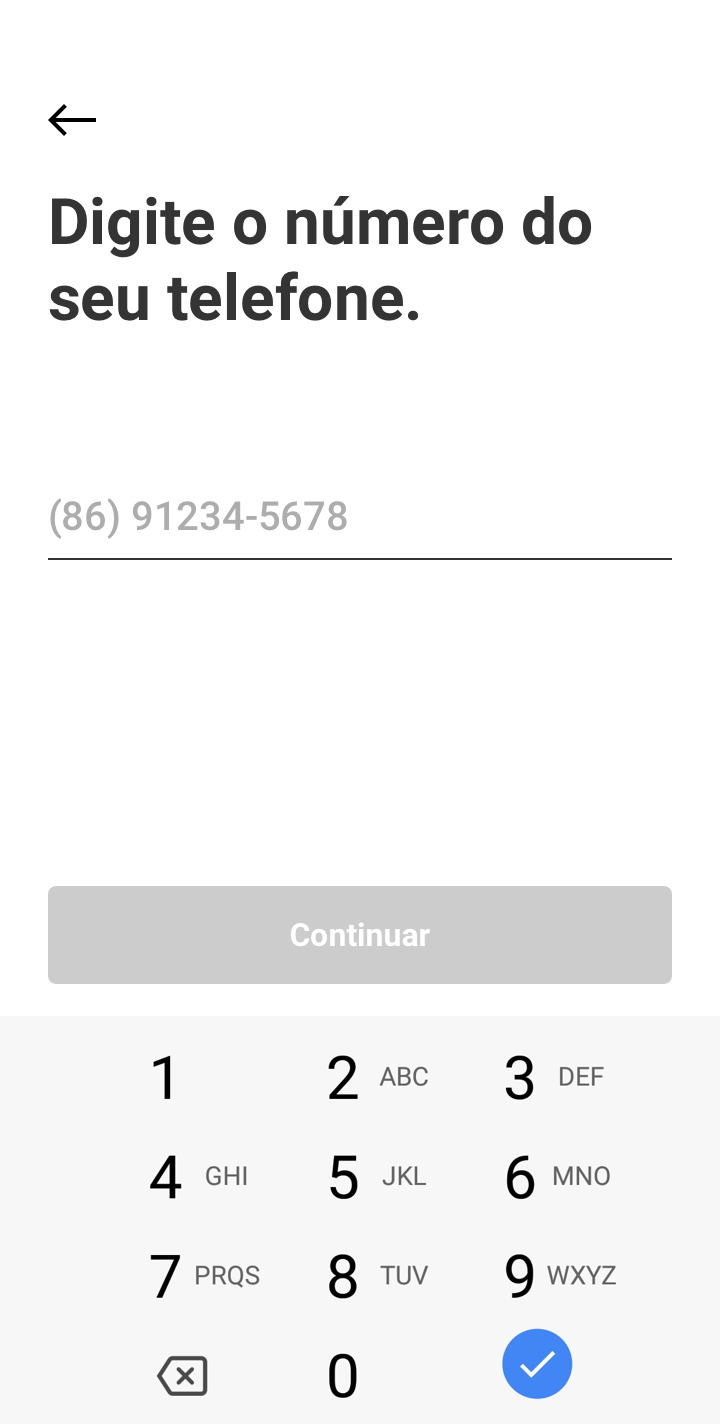 Digite o número do
seu telefone.
(86) 91234-5678
Continuar
1 2 ABC 3 DEF
4 GHI 5 JKL 6 MNO
7 PRQS 8 TUV 9 WXYZ
0